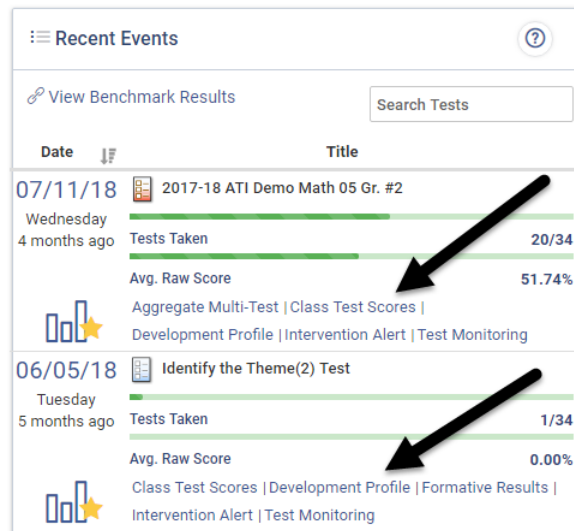 Recent Events
View Benchmark Results
Search Tests
Date Title
07/11/18 2017-18 ATI Demo Math 05 Gr. #2
Wednesday
4 months ago Tests Taken 20/34
Avg. Raw Score 51.74%
Aggregate Multi-Test | Class Test Scores |
Development Profile | Intervention Alert | Test Monitoring
06/05/18 Identify the Theme(2) Test
Tuesday
5 months ago Tests Taken 1/34
Avg. Raw Score 0.00%
Class Test Scores | Development Profile | Formative Results |
Intervention Alert | Test Monitoring